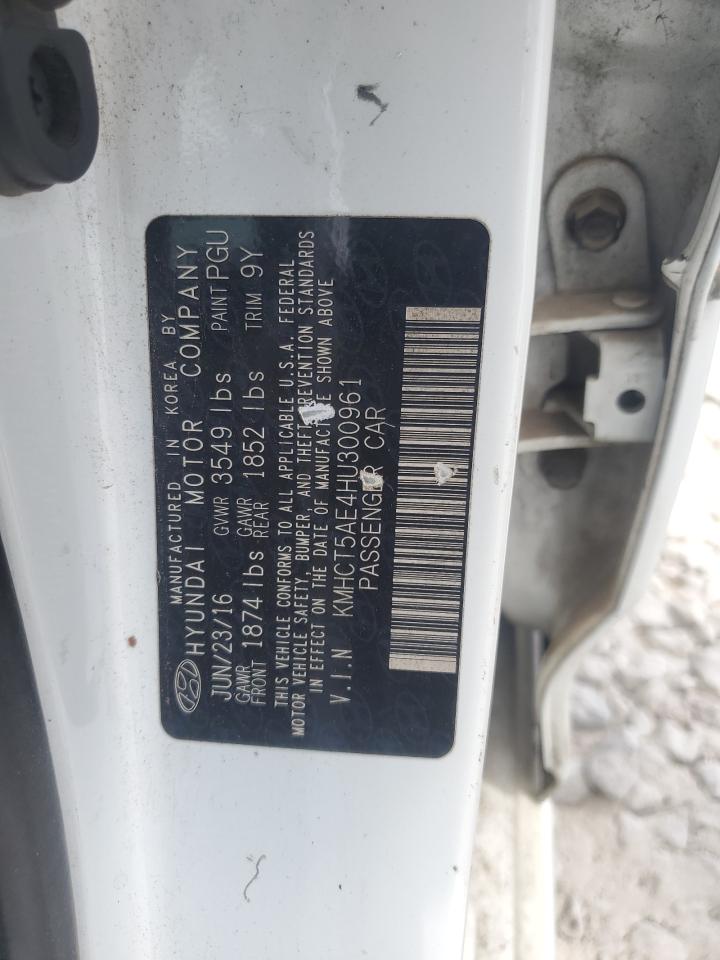 MANUFACTURED IN KOREA BY
HYUNDAI MOTOR COMPANY
JUN/23/16 GVWR 3549 lbs PAINT PGU
GAWR FRONT 1874 lbs GAWR REAR 1852 lbs TRIM 9Y
THIS VEHICLE CONFORMS TO ALL APPLICABLE U.S.A. FEDERAL
MOTOR VEHICLE SAFETY, BUMPER, AND THEFT PREVENTION STANDARDS
IN EFFECT ON THE DATE OF MANUFACTURE SHOWN ABOVE
V.I.N KMHCT5AE4HU300961
PASSENGER CAR